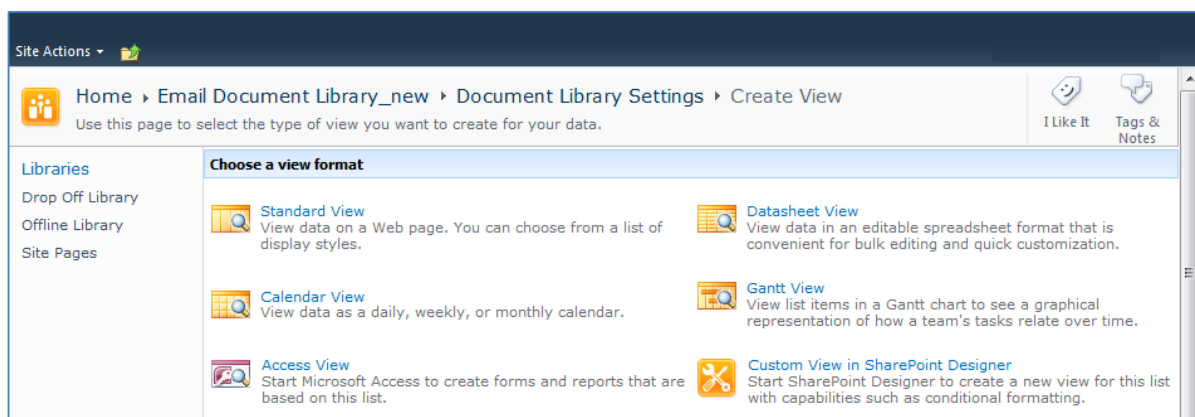 Site Actions
Home ▸ Email Document Library_new ▸ Document Library Settings ▸ Create View
Use this page to select the type of view you want to create for your data.
I Like It
Tags &
Notes
Libraries
Drop Off Library
Offline Library
Site Pages
Choose a view format
Standard View
View data on a Web page. You can choose from a list of
display styles.
Datasheet View
View data in an editable spreadsheet format that is
convenient for bulk editing and quick customization.
Calendar View
View data as a daily, weekly, or monthly calendar.
Gantt View
View list items in a Gantt chart to see a graphical
representation of how a team's tasks relate over time.
Access View
Start Microsoft Access to create forms and reports that are
based on this list.
Custom View in SharePoint Designer
Start SharePoint Designer to create a new view for this list
with capabilities such as conditional formatting.